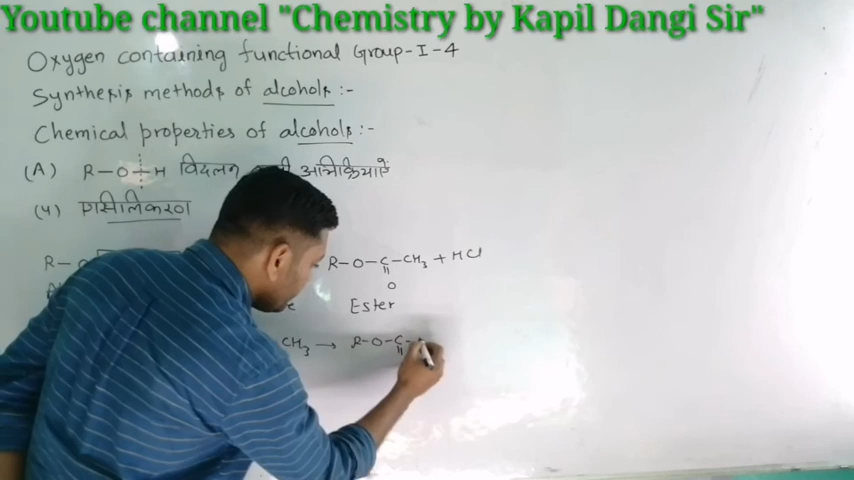 Youtube channel "Chemistry by Kapil Dangi Sir"
Oxygen containing functional Group-I-4
Synthesis methods of alcohols :-
Chemical properties of alcohols :-
(A) R-O-H विदलन अभिक्रियाएँ
(4) एसिलिकरण
R-O R-O-C-CH3 + HCl
||
O
Ester
CH3 → R-O-C-
||